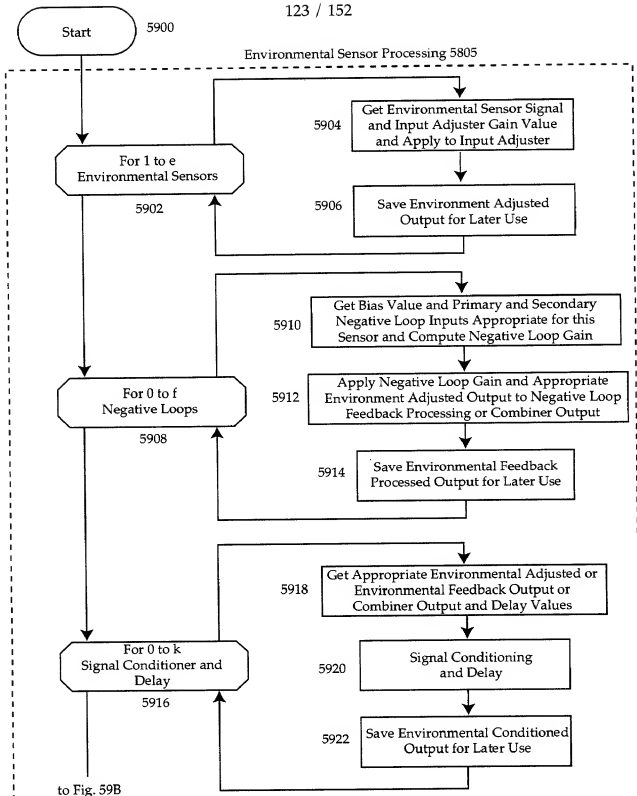 123 / 152
Start
5900
Environmental Sensor Processing 5805
5904
Get Environmental Sensor Signal
and Input Adjuster Gain Value
and Apply to Input Adjuster
For 1 to e
Environmental Sensors
5902
5906
Save Environment Adjusted
Output for Later Use
5910
Get Bias Value and Primary and Secondary
Negative Loop Inputs Appropriate for this
Sensor and Compute Negative Loop Gain
For 0 to f
Negative Loops
5908
5912
Apply Negative Loop Gain and Appropriate
Environment Adjusted Output to Negative Loop
Feedback Processing or Combiner Output
5914
Save Environmental Feedback
Processed Output for Later Use
5918
Get Appropriate Environmental Adjusted or
Environmental Feedback Output or
Combiner Output and Delay Values
For 0 to k
Signal Conditioner and
Delay
5916
5920
Signal Conditioning
and Delay
5922
Save Environmental Conditioned
Output for Later Use
to Fig. 59B